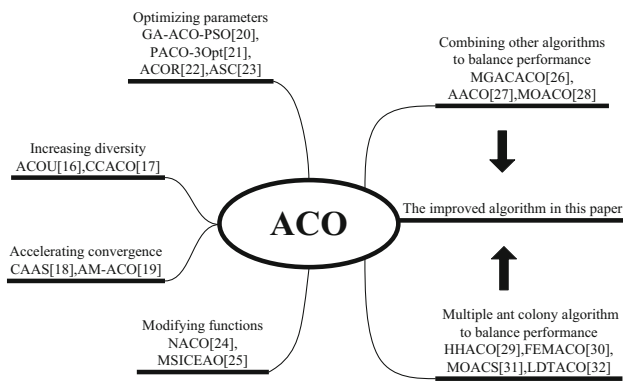 Optimizing parameters
GA-ACO-PSO[20],
PACO-3Opt[21],
ACOR[22],ASC[23]
Combining other algorithms
to balance performance
MGACACO[26],
AACO[27],MOACO[28]
Increasing diversity
ACOU[16],CCACO[17]
ACO
The improved algorithm in this paper
Accelerating convergence
CAAS[18],AM-ACO[19]
Modifying functions
NACO[24],
MSICEAO[25]
Multiple ant colony algorithm
to balance performance
HHACO[29],FEMACO[30],
MOACS[31],LDTACO[32]